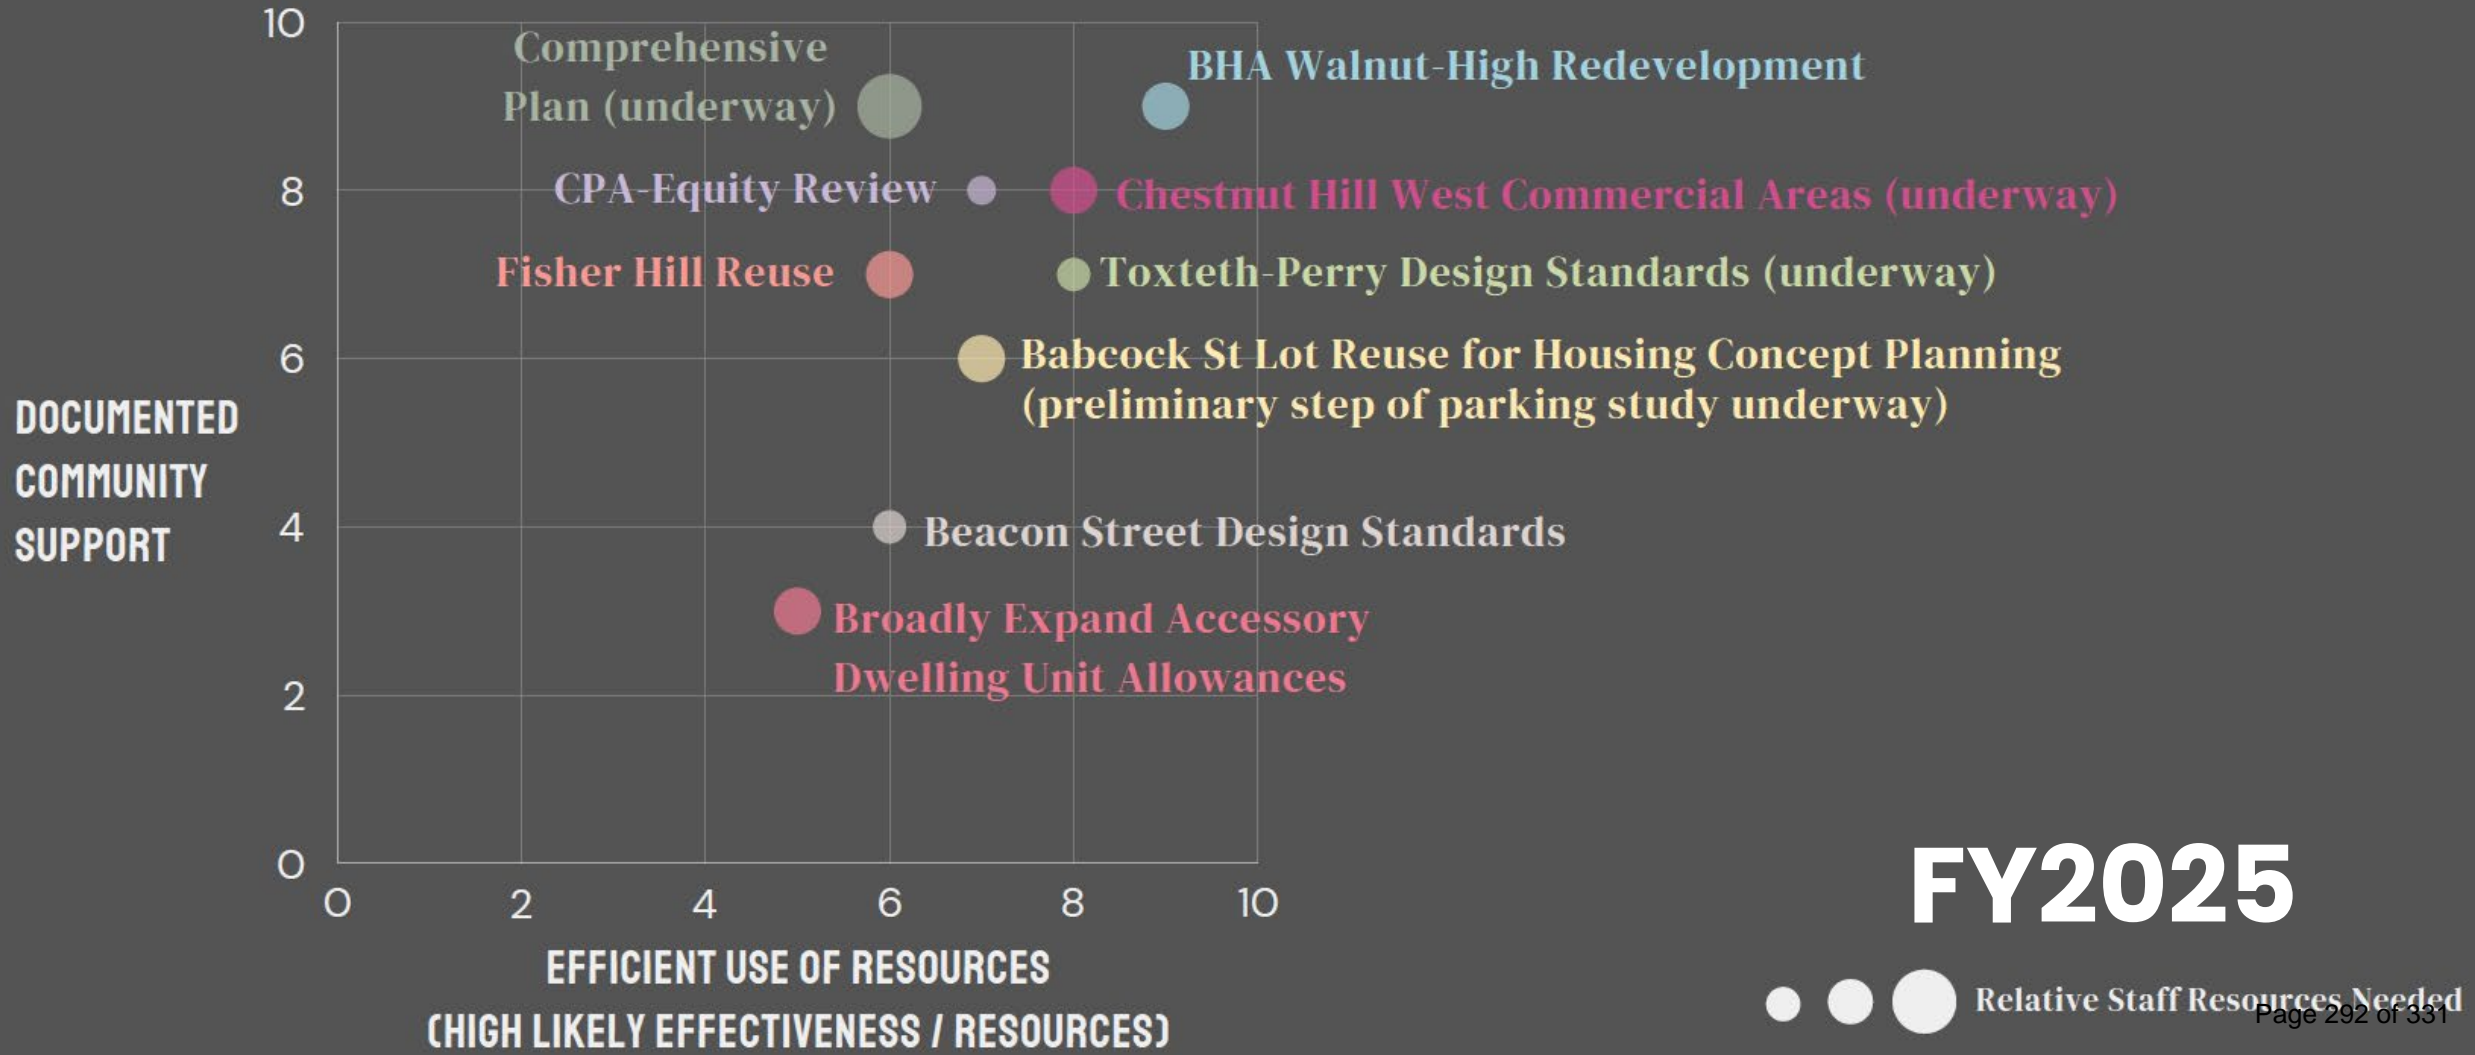 10
Comprehensive
Plan (underway)
BHA Walnut-High Redevelopment
8
CPA-Equity Review
Chestnut Hill West Commercial Areas (underway)
Fisher Hill Reuse
Toxteth-Perry Design Standards (underway)
6
Babcock St Lot Reuse for Housing Concept Planning
(preliminary step of parking study underway)
DOCUMENTED
COMMUNITY
SUPPORT
4
Beacon Street Design Standards
Broadly Expand Accessory
Dwelling Unit Allowances
2
0
0 2 4 6 8 10
EFFICIENT USE OF RESOURCES
(HIGH LIKELY EFFECTIVENESS / RESOURCES)
FY2025
Relative Staff Resources Needed
Page 292 of 331